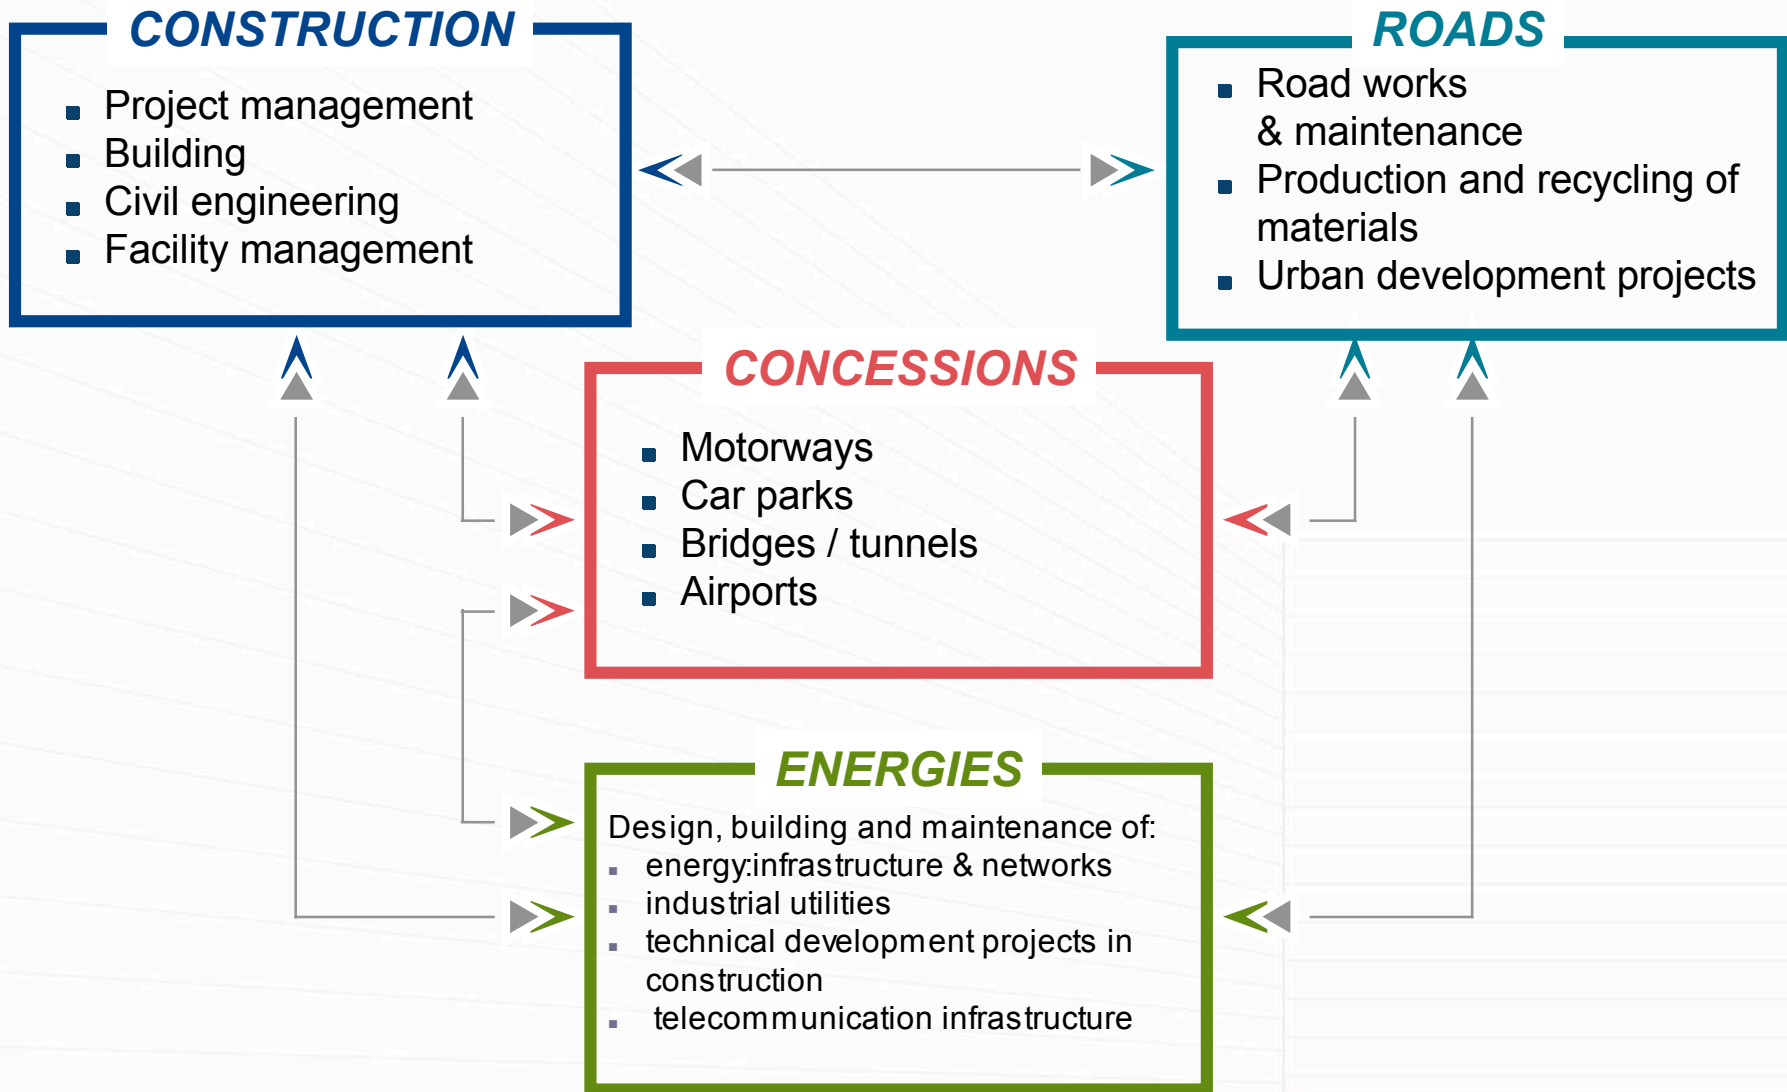 CONSTRUCTION
Project management
Building
Civil engineering
Facility management
ROADS
Road works
& maintenance
Production and recycling of
materials
Urban development projects
CONCESSIONS
Motorways
Car parks
Bridges / tunnels
Airports
ENERGIES
Design, building and maintenance of:
energy:infrastructure & networks
industrial utilities
technical development projects in
construction
telecommunication infrastructure